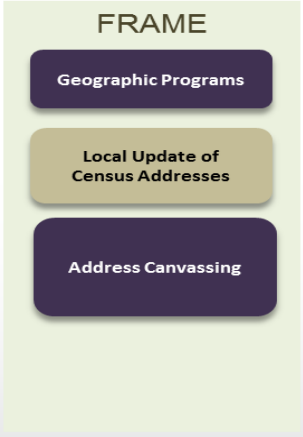 FRAME
Geographic Programs
Local Update of
Census Addresses
Address Canvassing